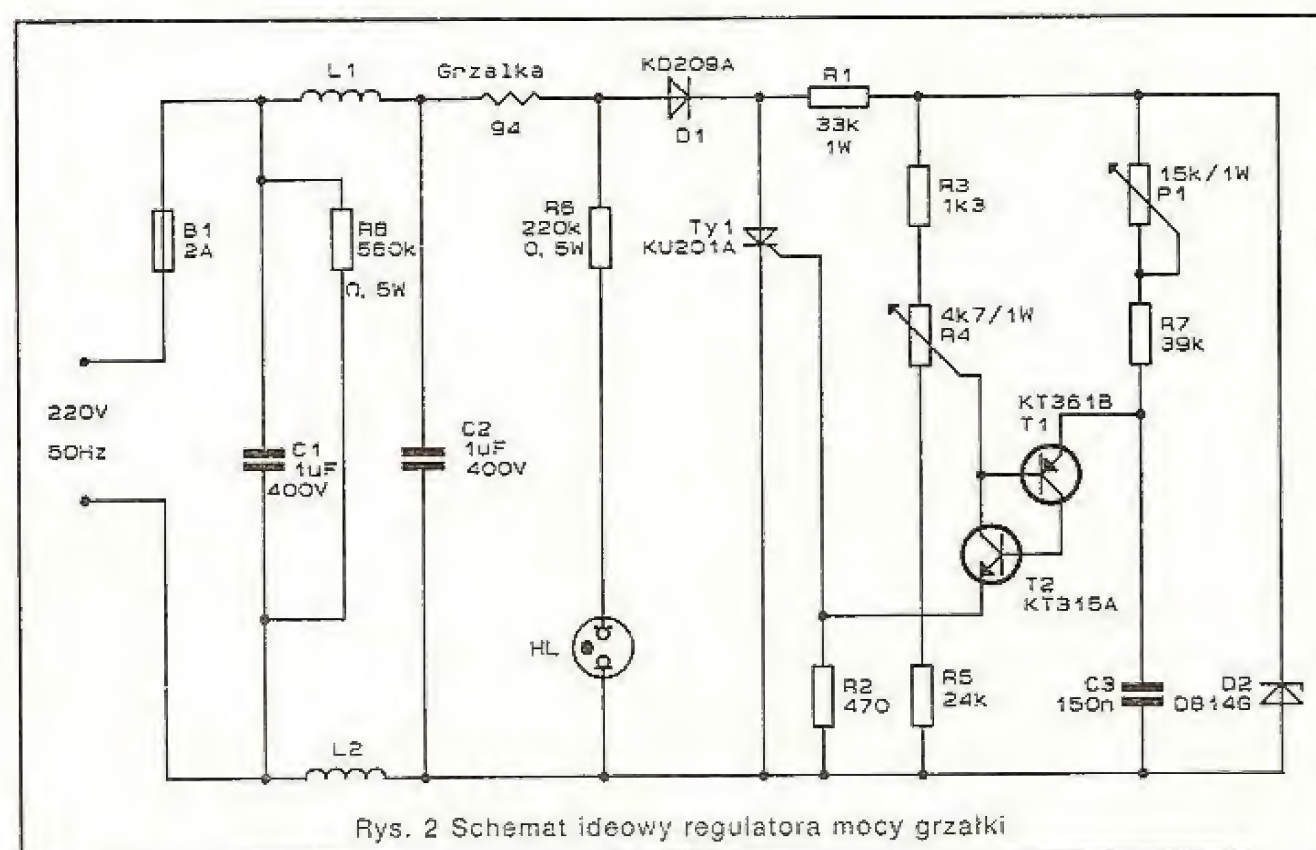 L1
Grzalka
94
KD209A
D1
R1
33k
1W
B1
2A
R8
560k
0,5W
R6
220k
0,5W
Ty1
KU201A
R3
1k3
4k7/1W
R4
15k/1W
P1
R7
39k
220V
50Hz
C1
1uF
400V
C2
1uF
400V
KT361B
T1
T2
KT315A
HL
R2
470
R5
24k
C3
150n
D2
D814G
L2
Rys. 2 Schemat ideowy regulatora mocy grzałki